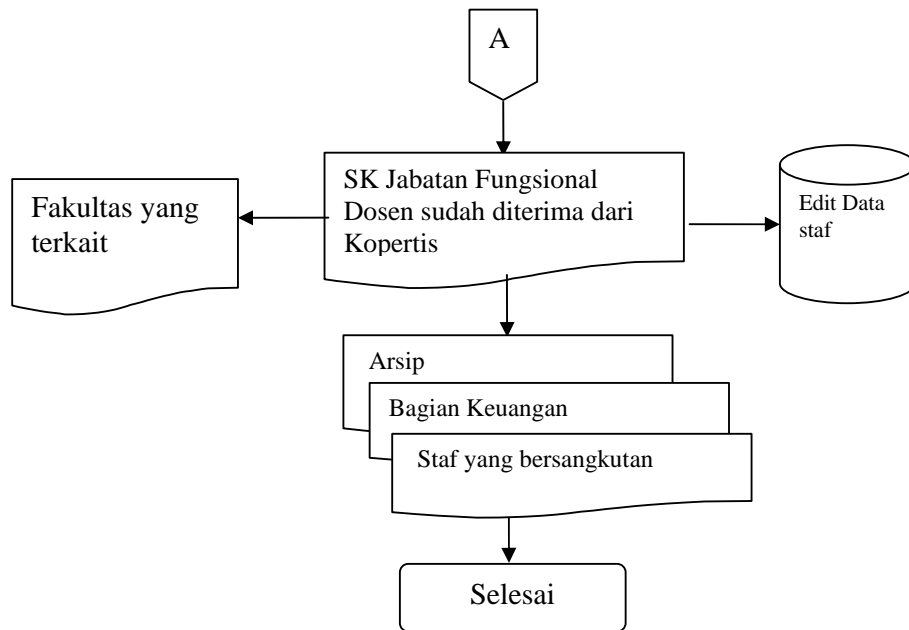 A
SK Jabatan Fungsional
Dosen sudah diterima dari
Kopertis
Fakultas yang
terkait
Edit Data
staf
Arsip
Bagian Keuangan
Staf yang bersangkutan
Selesai